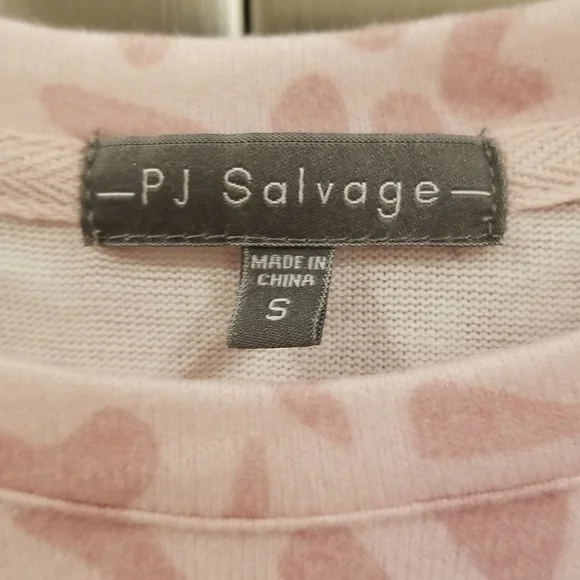 —PJ Salvage—
MADE IN
CHINA
S